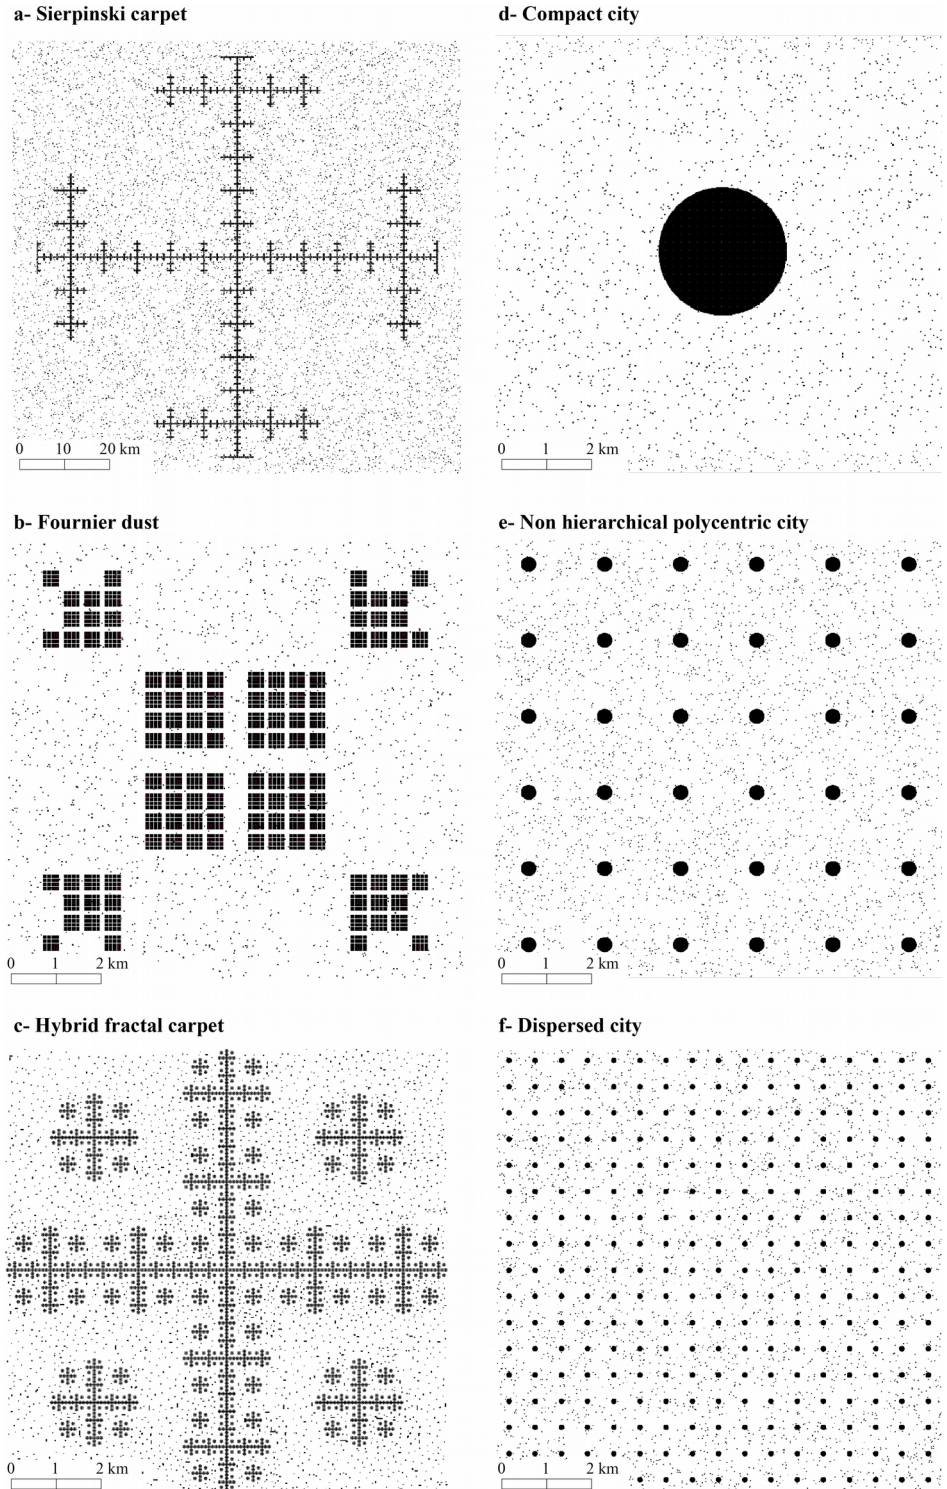 a- Sierpinski carpet
0 10 20 km
d- Compact city
0 1 2 km
b- Fournier dust
0 1 2 km
e- Non hierarchical polycentric city
0 1 2 km
c- Hybrid fractal carpet
0 1 2 km
f- Dispersed city
0 1 2 km